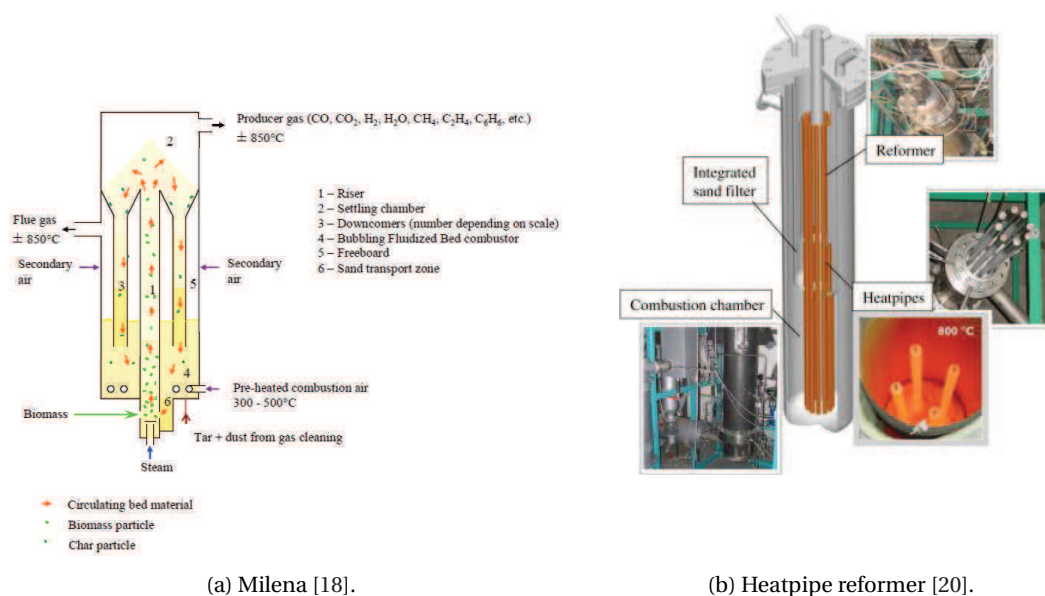 Producer gas (CO, CO2, H2, H2O, CH4, C2H4, C6H6, etc.)
± 850°C
2
1 – Riser
2 – Settling chamber
3 – Downcomers (number depending on scale)
4 – Bubbling Fluidized Bed combustor
5 – Freeboard
6 – Sand transport zone
Flue gas
± 850°C
Secondary
air
Secondary
air
3
1
5
4
Pre-heated combustion air
300 - 500°C
6
Biomass
Tar + dust from gas cleaning
Steam
Circulating bed material
Biomass particle
Char particle
(a) Milena [18].
Reformer
Integrated
sand filter
Heatpipes
Combustion chamber
800 °C
(b) Heatpipe reformer [20].